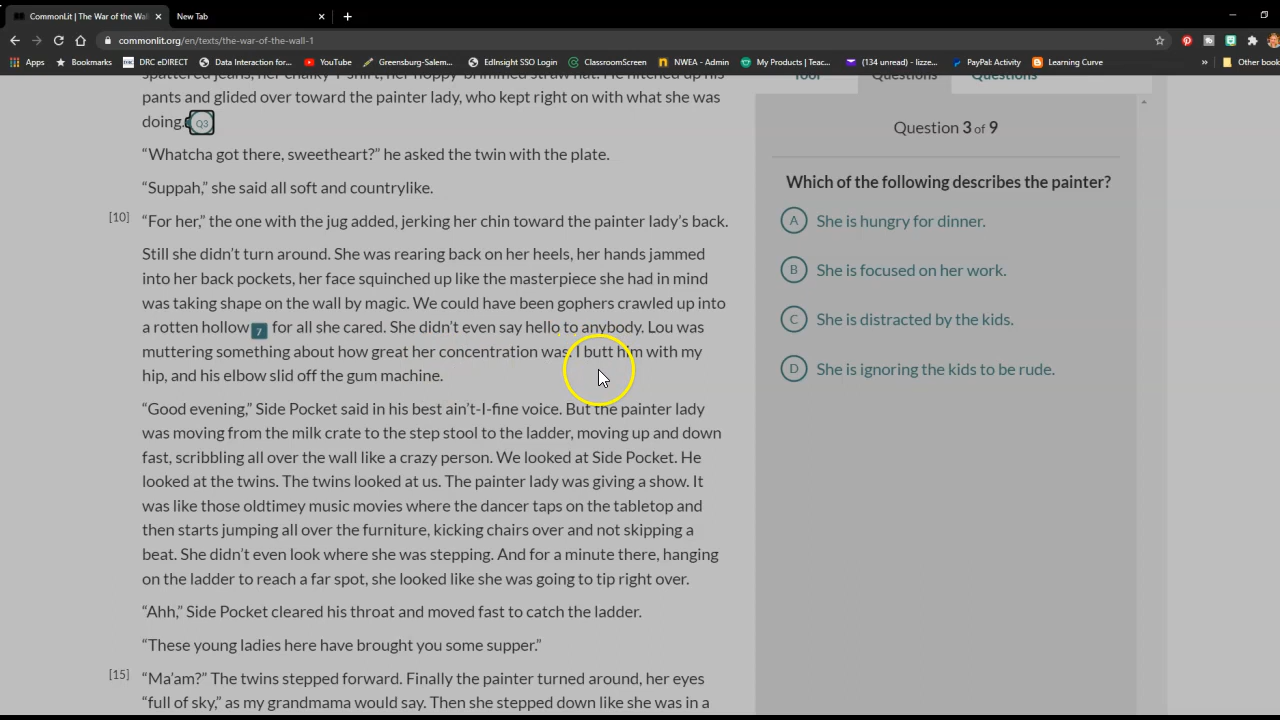 CommonLit | The War of the Wal
New Tab
commonlit.org/en/texts/the-war-of-the-wall-1
Apps
Bookmarks
DRC eDIRECT
Data Interaction for...
YouTube
Greensburg-Salem...
EdInsight SSO Login
ClassroomScreen
NWEA - Admin
My Products | Teac...
(134 unread) - lizze...
PayPal: Activity
Learning Curve
Other book
spattered jeans, her chalky T-shirt, her floppy-brimmed straw hat. He hitched up his
pants and glided over toward the painter lady, who kept right on with what she was
doing. Q3
“Whatcha got there, sweetheart?” he asked the twin with the plate.
“Suppah,” she said all soft and countrylike.
[10] “For her,” the one with the jug added, jerking her chin toward the painter lady’s back.
Still she didn’t turn around. She was rearing back on her heels, her hands jammed
into her back pockets, her face squinched up like the masterpiece she had in mind
was taking shape on the wall by magic. We could have been gophers crawled up into
a rotten hollow 7 for all she cared. She didn’t even say hello to anybody. Lou was
muttering something about how great her concentration was. I butt him with my
hip, and his elbow slid off the gum machine.
“Good evening,” Side Pocket said in his best ain’t-I-fine voice. But the painter lady
was moving from the milk crate to the step stool to the ladder, moving up and down
fast, scribbling all over the wall like a crazy person. We looked at Side Pocket. He
looked at the twins. The twins looked at us. The painter lady was giving a show. It
was like those oldtimey music movies where the dancer taps on the tabletop and
then starts jumping all over the furniture, kicking chairs over and not skipping a
beat. She didn’t even look where she was stepping. And for a minute there, hanging
on the ladder to reach a far spot, she looked like she was going to tip right over.
“Ahh,” Side Pocket cleared his throat and moved fast to catch the ladder.
“These young ladies here have brought you some supper.”
[15] “Ma’am?” The twins stepped forward. Finally the painter turned around, her eyes
“full of sky,” as my grandmama would say. Then she stepped down like she was in a
Tool
Questions
Questions
Question 3 of 9
Which of the following describes the painter?
A She is hungry for dinner.
B She is focused on her work.
C She is distracted by the kids.
D She is ignoring the kids to be rude.